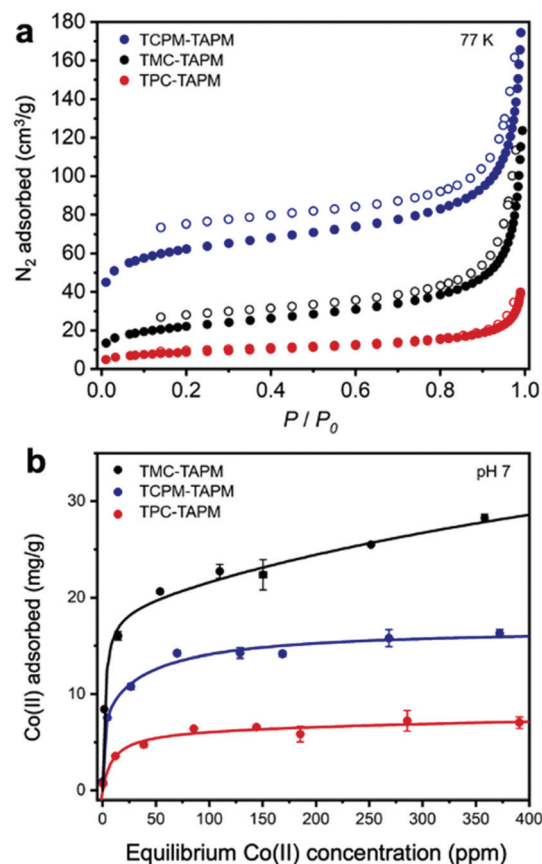 a
TCPM-TAPM
TMC-TAPM
TPC-TAPM
77 K
N₂ adsorbed (cm³/g)
180
160
140
120
100
80
60
40
20
0
0.0 0.2 0.4 0.6 0.8 1.0
P / P₀
b
TMC-TAPM
TCPM-TAPM
TPC-TAPM
pH 7
Co(II) adsorbed (mg/g)
30
20
10
0
0 50 100 150 200 250 300 350 400
Equilibrium Co(II) concentration (ppm)